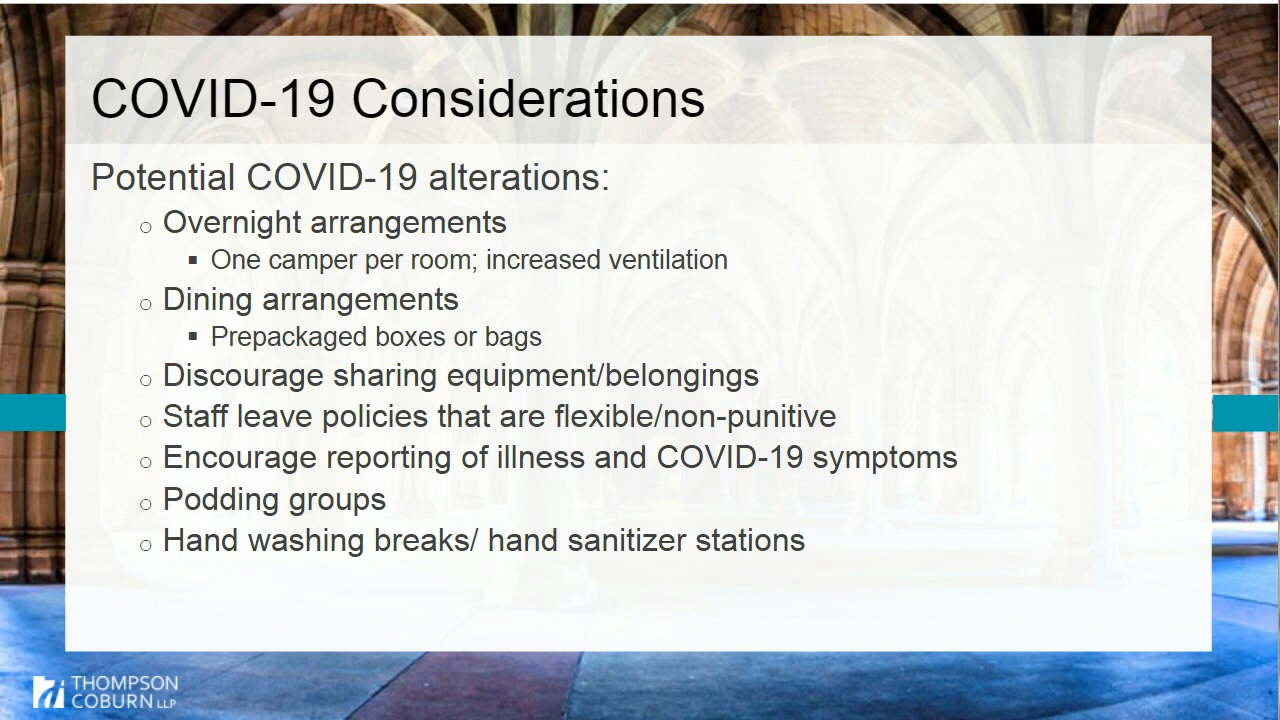 COVID-19 Considerations
Potential COVID-19 alterations:
o Overnight arrangements
▪ One camper per room; increased ventilation
o Dining arrangements
▪ Prepackaged boxes or bags
o Discourage sharing equipment/belongings
o Staff leave policies that are flexible/non-punitive
o Encourage reporting of illness and COVID-19 symptoms
o Podding groups
o Hand washing breaks/ hand sanitizer stations
THOMPSON
COBURN LLP